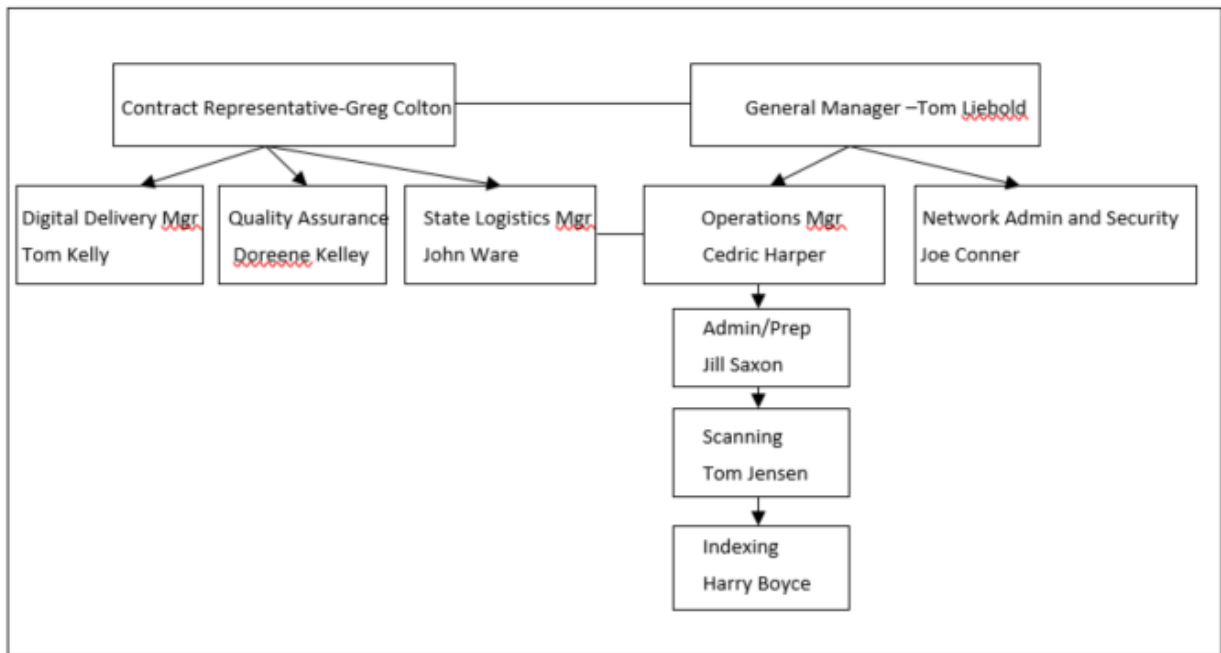 Contract Representative-Greg Colton
General Manager –Tom Liebold
Digital Delivery Mgr
Tom Kelly
Quality Assurance
Doreene Kelley
State Logistics Mgr
John Ware
Operations Mgr
Cedric Harper
Network Admin and Security
Joe Conner
Admin/Prep
Jill Saxon
Scanning
Tom Jensen
Indexing
Harry Boyce